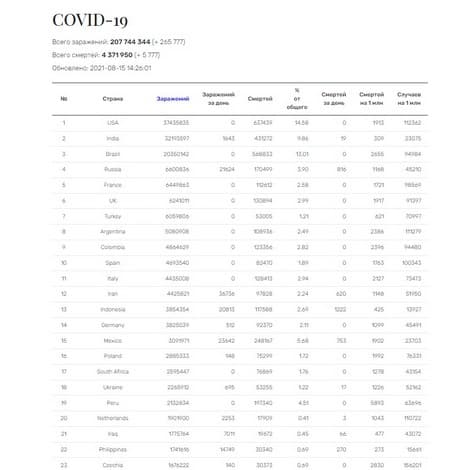 COVID-19
Всего заражений: 207 744 344 (+ 265 777)
Всего смертей: 4 371 950 (+ 5 777)
Обновлено: 2021-08-15 14:26:01
№ Страна Заражений Заражений за день Смертей % от общего Смертей за день Смертей на 1 млн Случаев на 1 млн
1 USA 37435835 0 637439 14.58 0 1913 112362
2 India 32193597 1643 431272 9.86 19 309 23075
3 Brazil 20350142 0 568833 13.01 0 2655 94984
4 Russia 6600836 21624 170499 3.90 816 1168 45210
5 France 6449863 0 112612 2.58 0 1721 98569
6 UK 6241011 0 130894 2.99 0 1917 91397
7 Turkey 6059806 0 53005 1.21 0 621 70997
8 Argentina 5080908 0 108936 2.49 0 2386 111279
9 Colombia 4864629 0 123356 2.82 0 2396 94480
10 Spain 4693540 0 82470 1.89 0 1763 100343
11 Italy 4435008 0 128413 2.94 0 2127 73473
12 Iran 4425821 36736 97828 2.24 620 1148 51950
13 Indonesia 3854354 20813 117588 2.69 1222 425 13927
14 Germany 3825039 512 92370 2.11 0 1099 45491
15 Mexico 3091971 23642 248167 5.68 753 1902 23703
16 Poland 2885333 148 75299 1.72 0 1992 76331
17 South Africa 2595447 0 76869 1.76 0 1278 43154
18 Ukraine 2265912 695 53255 1.22 17 1226 52162
19 Peru 2132834 0 197340 4.51 0 5893 63696
20 Netherlands 1901900 2253 17909 0.41 3 1043 110722
21 Iraq 1775764 7011 19672 0.45 66 477 43072
22 Philippines 1741616 14749 30340 0.69 270 273 15661
23 Czechia 1676222 140 30373 0.69 0 2830 156201